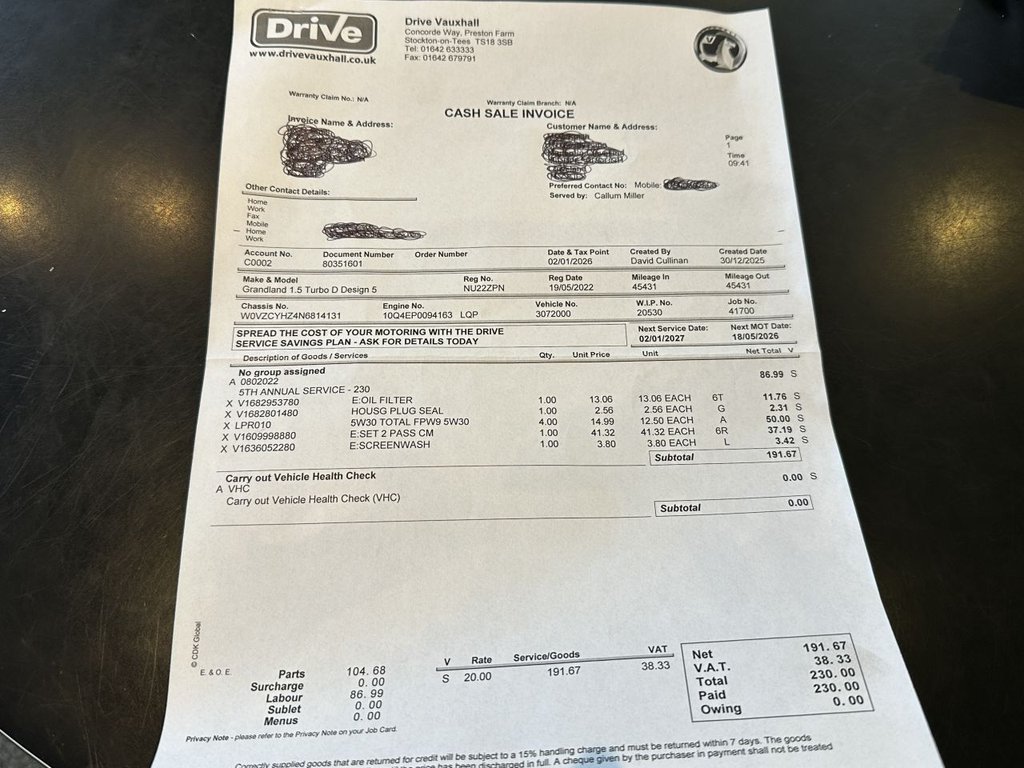 Drive
www.drivevauxhall.co.uk
Drive Vauxhall
Concorde Way, Preston Farm
Stockton-on-Tees TS18 3SB
Tel: 01642 633333
Fax: 01642 679791
Warranty Claim No.: N/A
Warranty Claim Branch: N/A
CASH SALE INVOICE
Invoice Name & Address:
Customer Name & Address:
Page
1
Time
09:41
Preferred Contact No: Mobile:
Served by: Callum Miller
Other Contact Details:
Home
Work
Fax
Mobile
Home
Work
Account No. Document Number Order Number Date & Tax Point Created By Created Date
C0002 80351601 02/01/2026 David Cullinan 30/12/2025
Make & Model Reg No. Reg Date Mileage In Mileage Out
Grandland 1.5 Turbo D Design 5 NU22ZPN 19/05/2022 45431 45431
Chassis No. Engine No. Vehicle No. W.I.P. No. Job No.
W0VZCYHZ4N6814131 10Q4EP0094163 LQP 3072000 20530 41700
SPREAD THE COST OF YOUR MOTORING WITH THE DRIVE
SERVICE SAVINGS PLAN - ASK FOR DETAILS TODAY
Next Service Date: Next MOT Date:
02/01/2027 18/05/2026
Description of Goods / Services Qty. Unit Price Unit Net Total V
No group assigned
A 0802022 86.99 S
5TH ANNUAL SERVICE - 230
X V1682953780 E:OIL FILTER 1.00 13.06 13.06 EACH 6T 11.76 S
X V1682801480 HOUSG PLUG SEAL 1.00 2.56 2.56 EACH G 2.31 S
X LPR010 5W30 TOTAL FPW9 5W30 4.00 14.99 12.50 EACH A 50.00 S
X V1609998880 E:SET 2 PASS CM 1.00 41.32 41.32 EACH 6R 37.19 S
X V1636052280 E:SCREENWASH 1.00 3.80 3.80 EACH L 3.42 S
Subtotal 191.67
Carry out Vehicle Health Check
A VHC 0.00 S
Carry out Vehicle Health Check (VHC)
Subtotal 0.00
© CDK Global
E. & O. E.
Parts 104.68
Surcharge 0.00
Labour 86.99
Sublet 0.00
Menus 0.00
V Rate Service/Goods VAT
S 20.00 191.67 38.33
Net 191.67
V.A.T. 38.33
Total 230.00
Paid 230.00
Owing 0.00
Privacy Note - please refer to the Privacy Note on your Job Card.
Correctly supplied goods that are returned for credit will be subject to a 15% handling charge and must be returned within 7 days. The goods
price has been discharged in full. A cheque given by the purchaser in payment shall not be treated